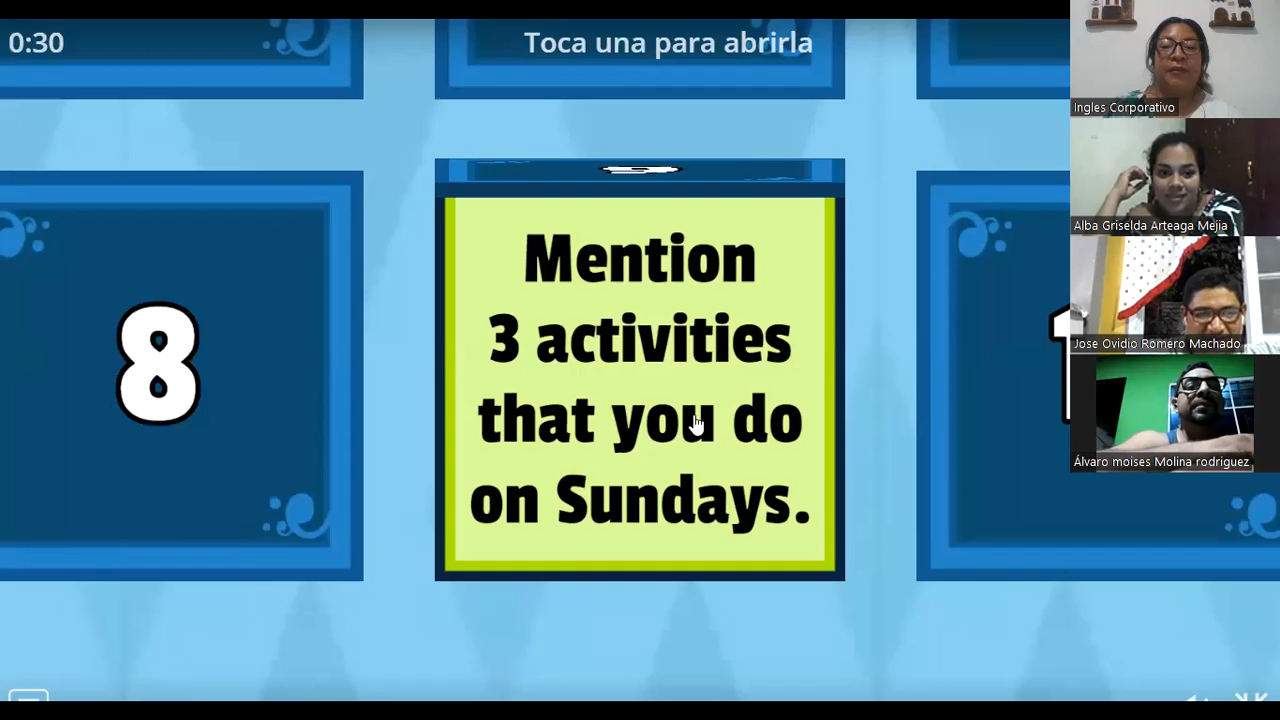 0:30
Toca una para abrirla
8
Mention
3 activities
that you do
on Sundays.
Ingles Corporativo
Alba Griselda Arteaga Mejia
Jose Ovidio Romero Machado
Álvaro moises Molina rodriguez